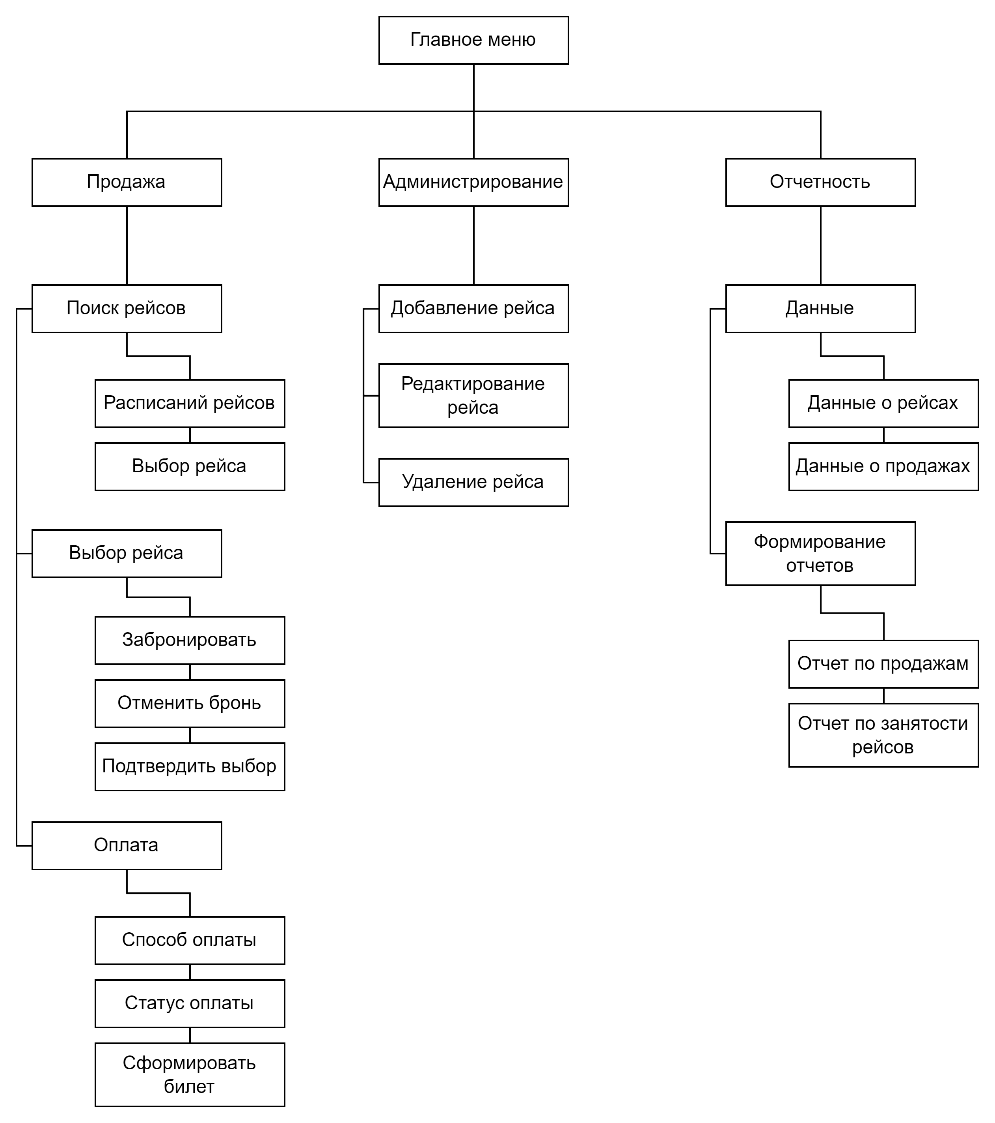 Главное меню
Продажа
Администрирование
Отчетность
Поиск рейсов
Расписаний рейсов
Выбор рейса
Выбор рейса
Забронировать
Отменить бронь
Подтвердить выбор
Оплата
Способ оплаты
Статус оплаты
Сформировать
билет
Добавление рейса
Редактирование
рейса
Удаление рейса
Данные
Данные о рейсах
Данные о продажах
Формирование
отчетов
Отчет по продажам
Отчет по занятости
рейсов